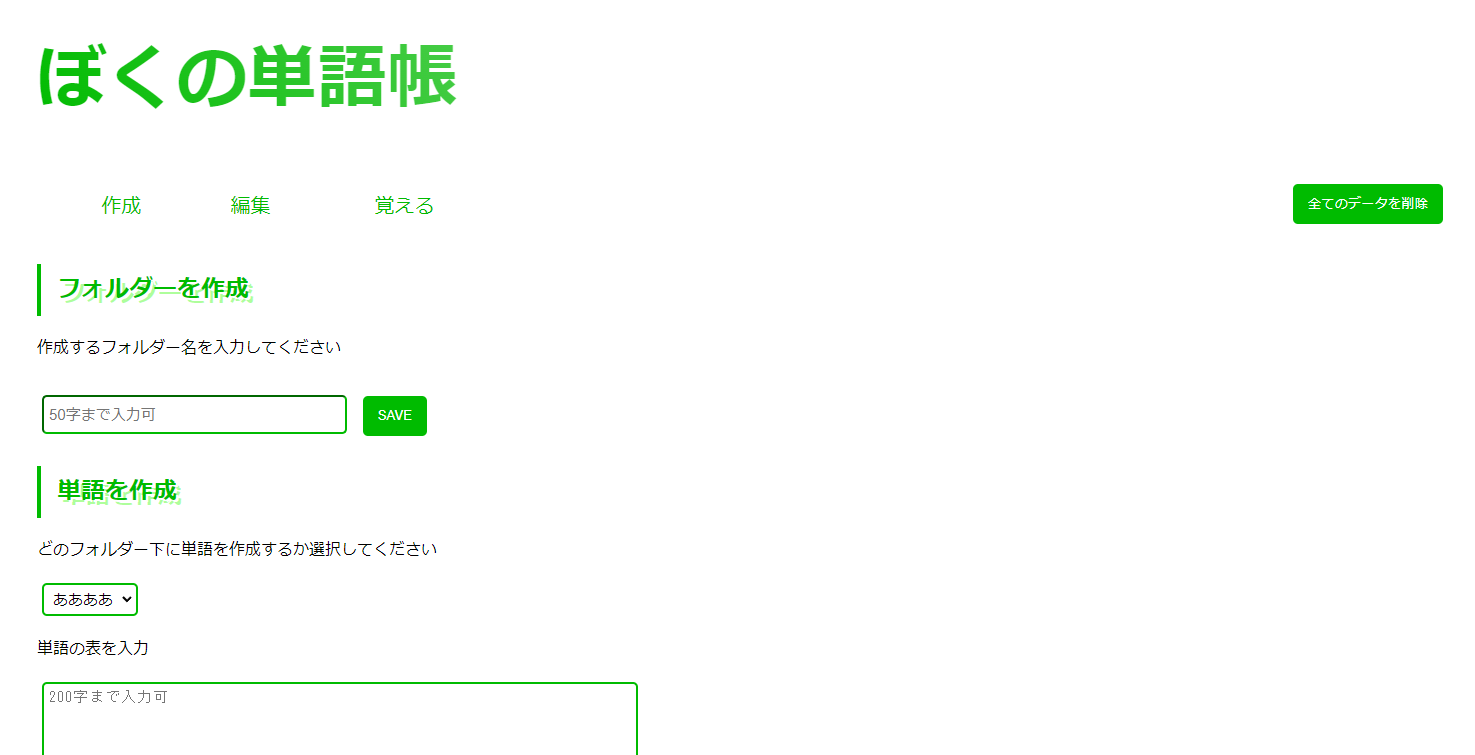 ぼくの単語帳
作成 編集 覚える 全てのデータを削除
フォルダーを作成
作成するフォルダー名を入力してください
50字まで入力可 SAVE
単語を作成
どのフォルダー下に単語を作成するか選択してください
ああああ
単語の表を入力
200字まで入力可